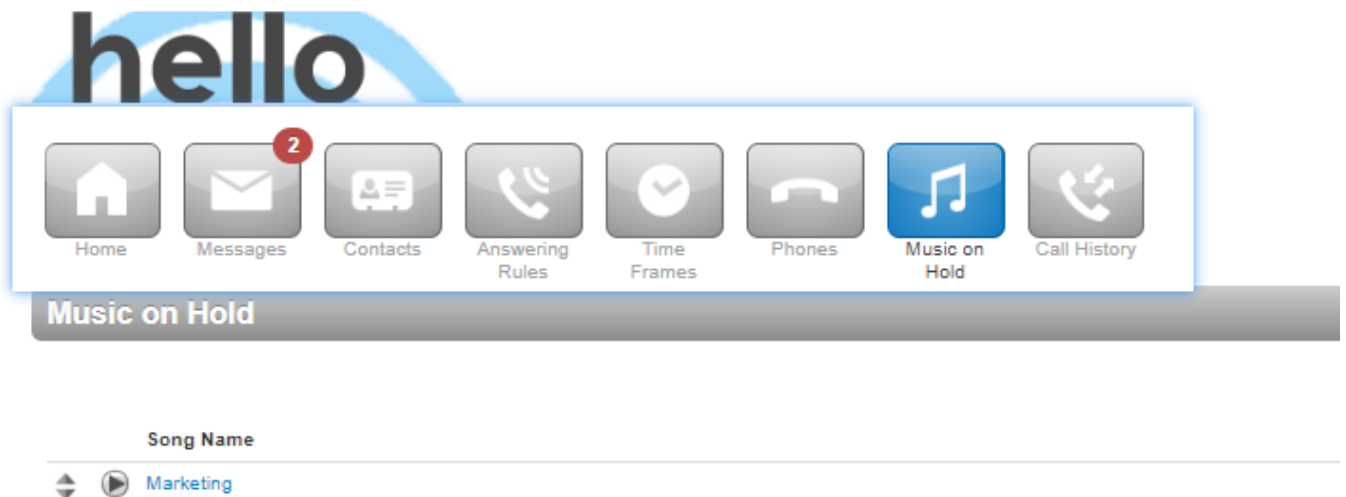 hello
2
Home Messages Contacts Answering Rules Time Frames Phones Music on Hold Call History
Music on Hold
Song Name
Marketing